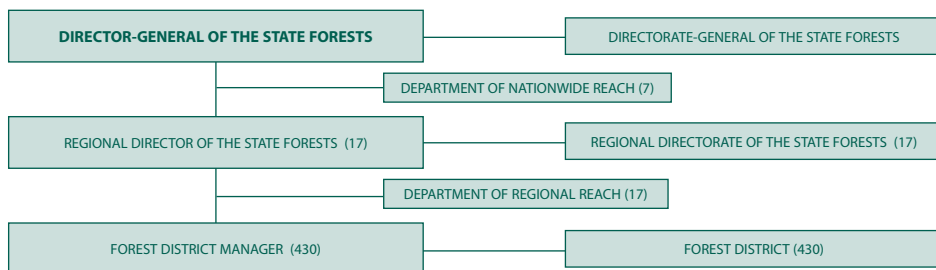 DIRECTOR-GENERAL OF THE STATE FORESTS
DIRECTORATE-GENERAL OF THE STATE FORESTS
DEPARTMENT OF NATIONWIDE REACH (7)
REGIONAL DIRECTOR OF THE STATE FORESTS (17)
REGIONAL DIRECTORATE OF THE STATE FORESTS (17)
DEPARTMENT OF REGIONAL REACH (17)
FOREST DISTRICT MANAGER (430)
FOREST DISTRICT (430)